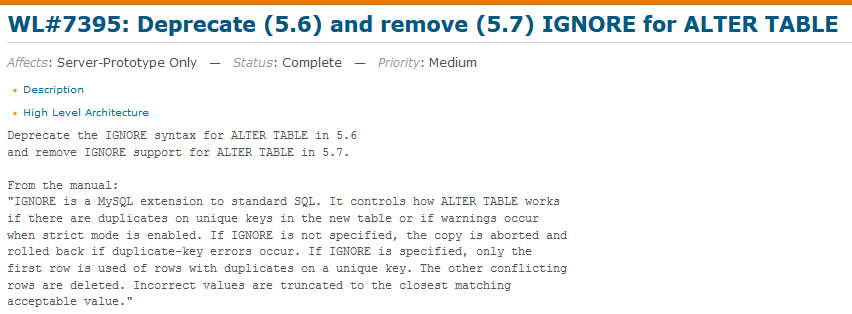 WL#7395: Deprecate (5.6) and remove (5.7) IGNORE for ALTER TABLE
Affects: Server-Prototype Only — Status: Complete — Priority: Medium
• Description
• High Level Architecture
Deprecate the IGNORE syntax for ALTER TABLE in 5.6
and remove IGNORE support for ALTER TABLE in 5.7.
From the manual:
"IGNORE is a MySQL extension to standard SQL. It controls how ALTER TABLE works
if there are duplicates on unique keys in the new table or if warnings occur
when strict mode is enabled. If IGNORE is not specified, the copy is aborted and
rolled back if duplicate-key errors occur. If IGNORE is specified, only the
first row is used of rows with duplicates on a unique key. The other conflicting
rows are deleted. Incorrect values are truncated to the closest matching
acceptable value."